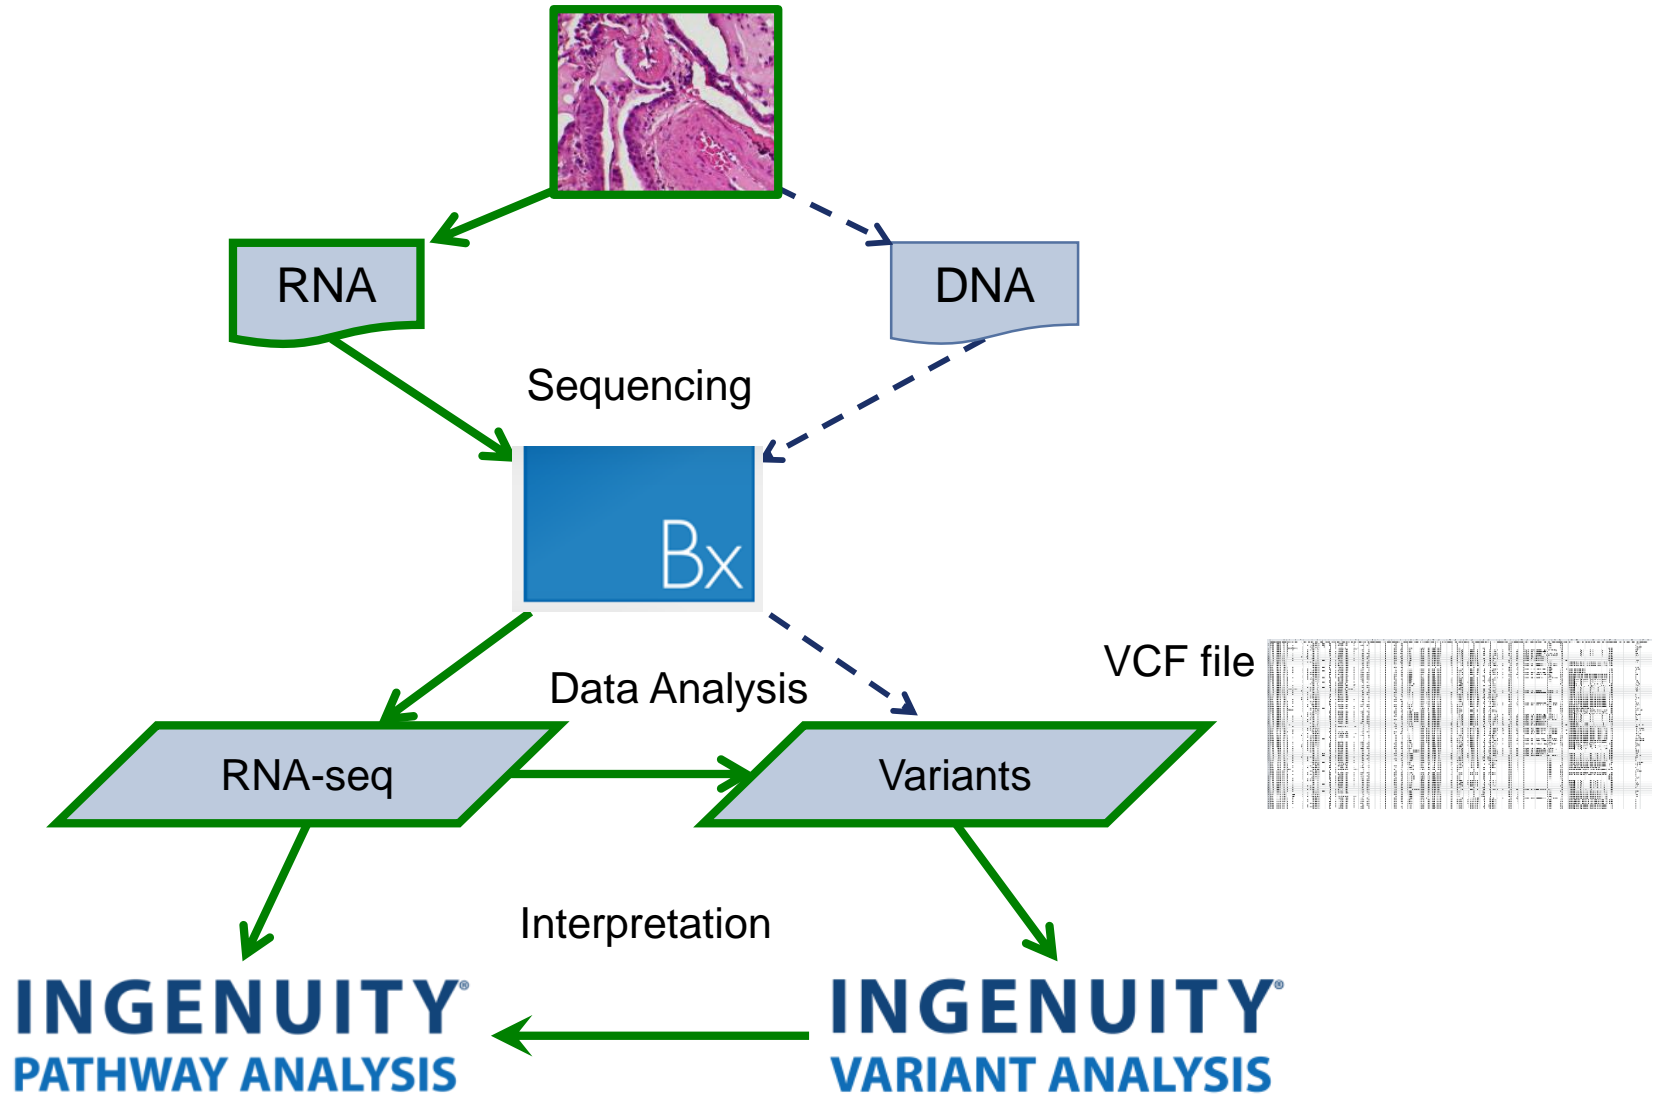 RNA
DNA
Sequencing
Bx
VCF file
Data Analysis
RNA-seq
Variants
Interpretation
INGENUITY®
PATHWAY ANALYSIS
INGENUITY®
VARIANT ANALYSIS